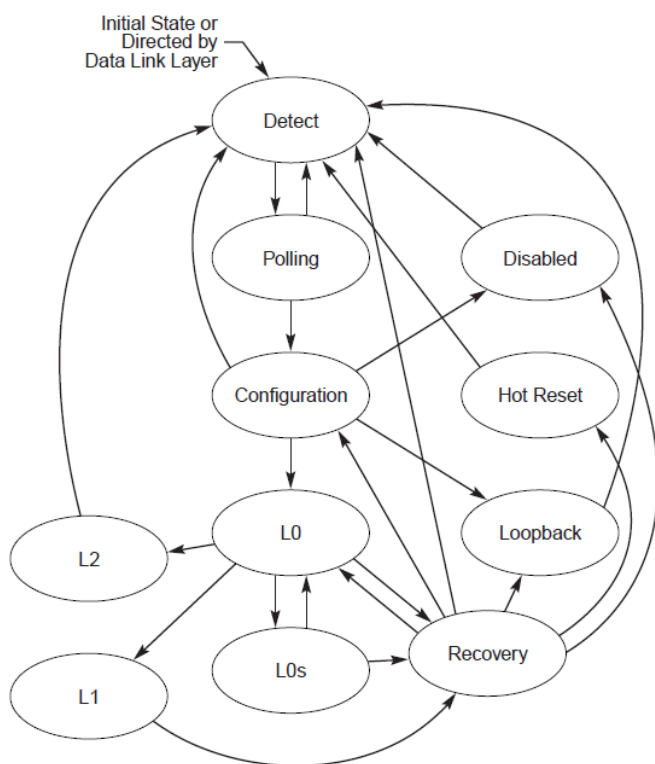 Initial State or
Directed by
Data Link Layer
Detect
Polling
Disabled
Configuration
Hot Reset
L0
Loopback
L2
L0s
Recovery
L1